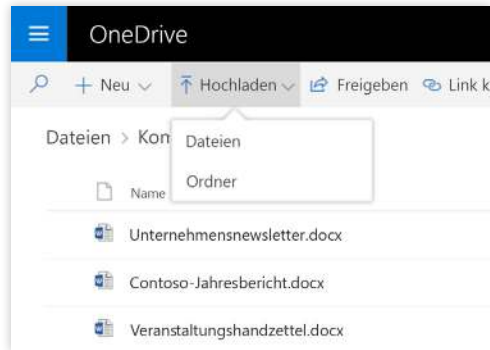 OneDrive
Neu Hochladen Freigeben Link k
Dateien > Kon
Dateien
Ordner
Name
Unternehmensnewsletter.docx
Contoso-Jahresbericht.docx
Veranstaltungshandzettel.docx